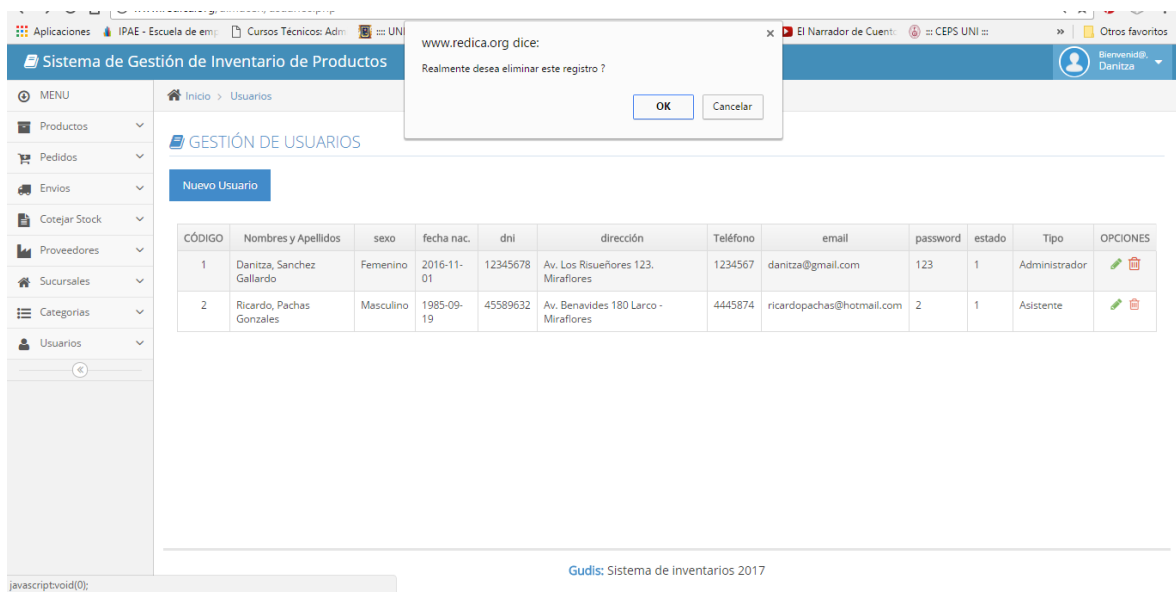 Aplicaciones IPAE - Escuela de emp Cursos Técnicos: Adm :::: UNI El Narrador de Cuento ::: CEPS UNI ::: » Otros favoritos
www.redica.org dice:
Realmente desea eliminar este registro ?
OK Cancelar
Sistema de Gestión de Inventario de Productos
Bienvenid@,
Danitza
MENU
Productos
Pedidos
Envios
Cotejar Stock
Proveedores
Sucursales
Categorias
Usuarios
Inicio > Usuarios
GESTIÓN DE USUARIOS
Nuevo Usuario
CÓDIGO Nombres y Apellidos sexo fecha nac. dni dirección Teléfono email password estado Tipo OPCIONES
1 Danitza, Sanchez Gallardo Femenino 2016-11-01 12345678 Av. Los Risueñores 123. Miraflores 1234567 danitza@gmail.com 123 1 Administrador
2 Ricardo, Pachas Gonzales Masculino 1985-09-19 45589632 Av. Benavides 180 Larco - Miraflores 4445874 ricardopachas@hotmail.com 2 1 Asistente
Gudis: Sistema de inventarios 2017
javascript:void(0);